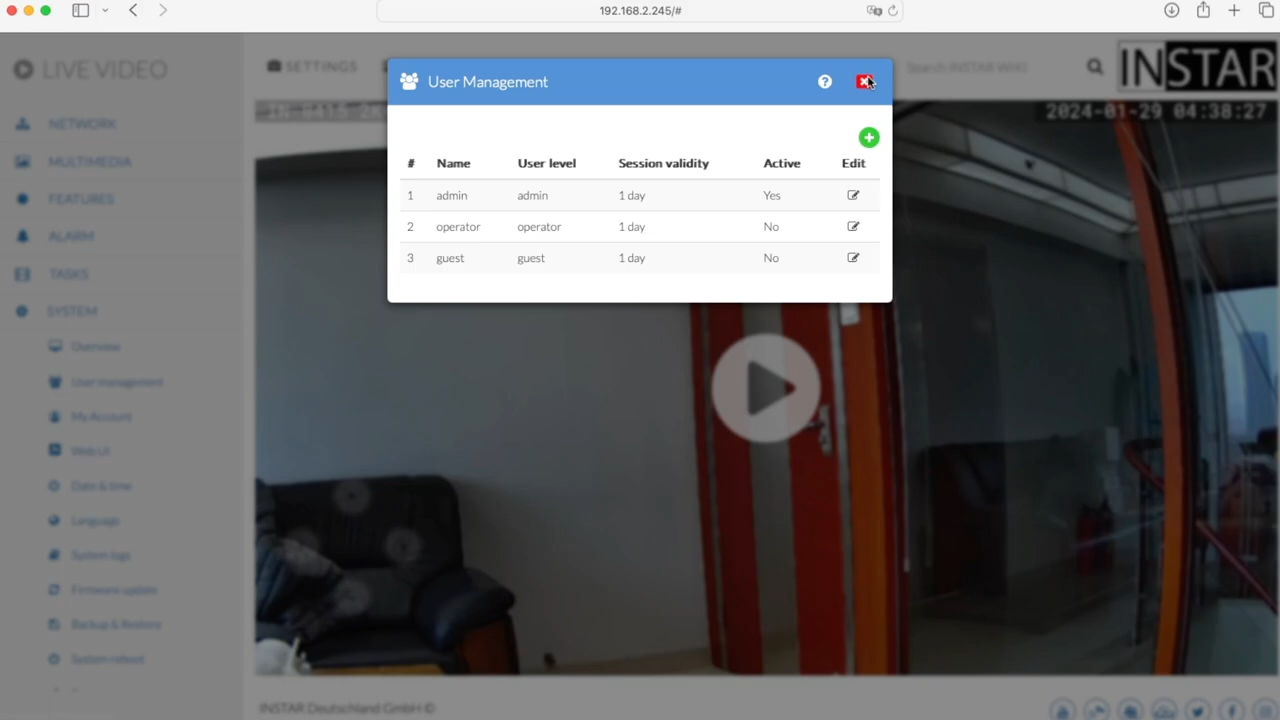 192.168.2.245/#
LIVE VIDEO
SETTINGS
User Management
Search INSTAR WIKI
INSTAR
2024-01-29 04:38:27
NETWORK
MULTIMEDIA
FEATURES
ALARM
TASKS
SYSTEM
Overview
User management
My Account
Web UI
Date & time
Language
System logs
Firmware update
Backup & Restore
System reboot
# Name User level Session validity Active Edit
1 admin admin 1 day Yes
2 operator operator 1 day No
3 guest guest 1 day No
INSTAR Deutschland GmbH ©